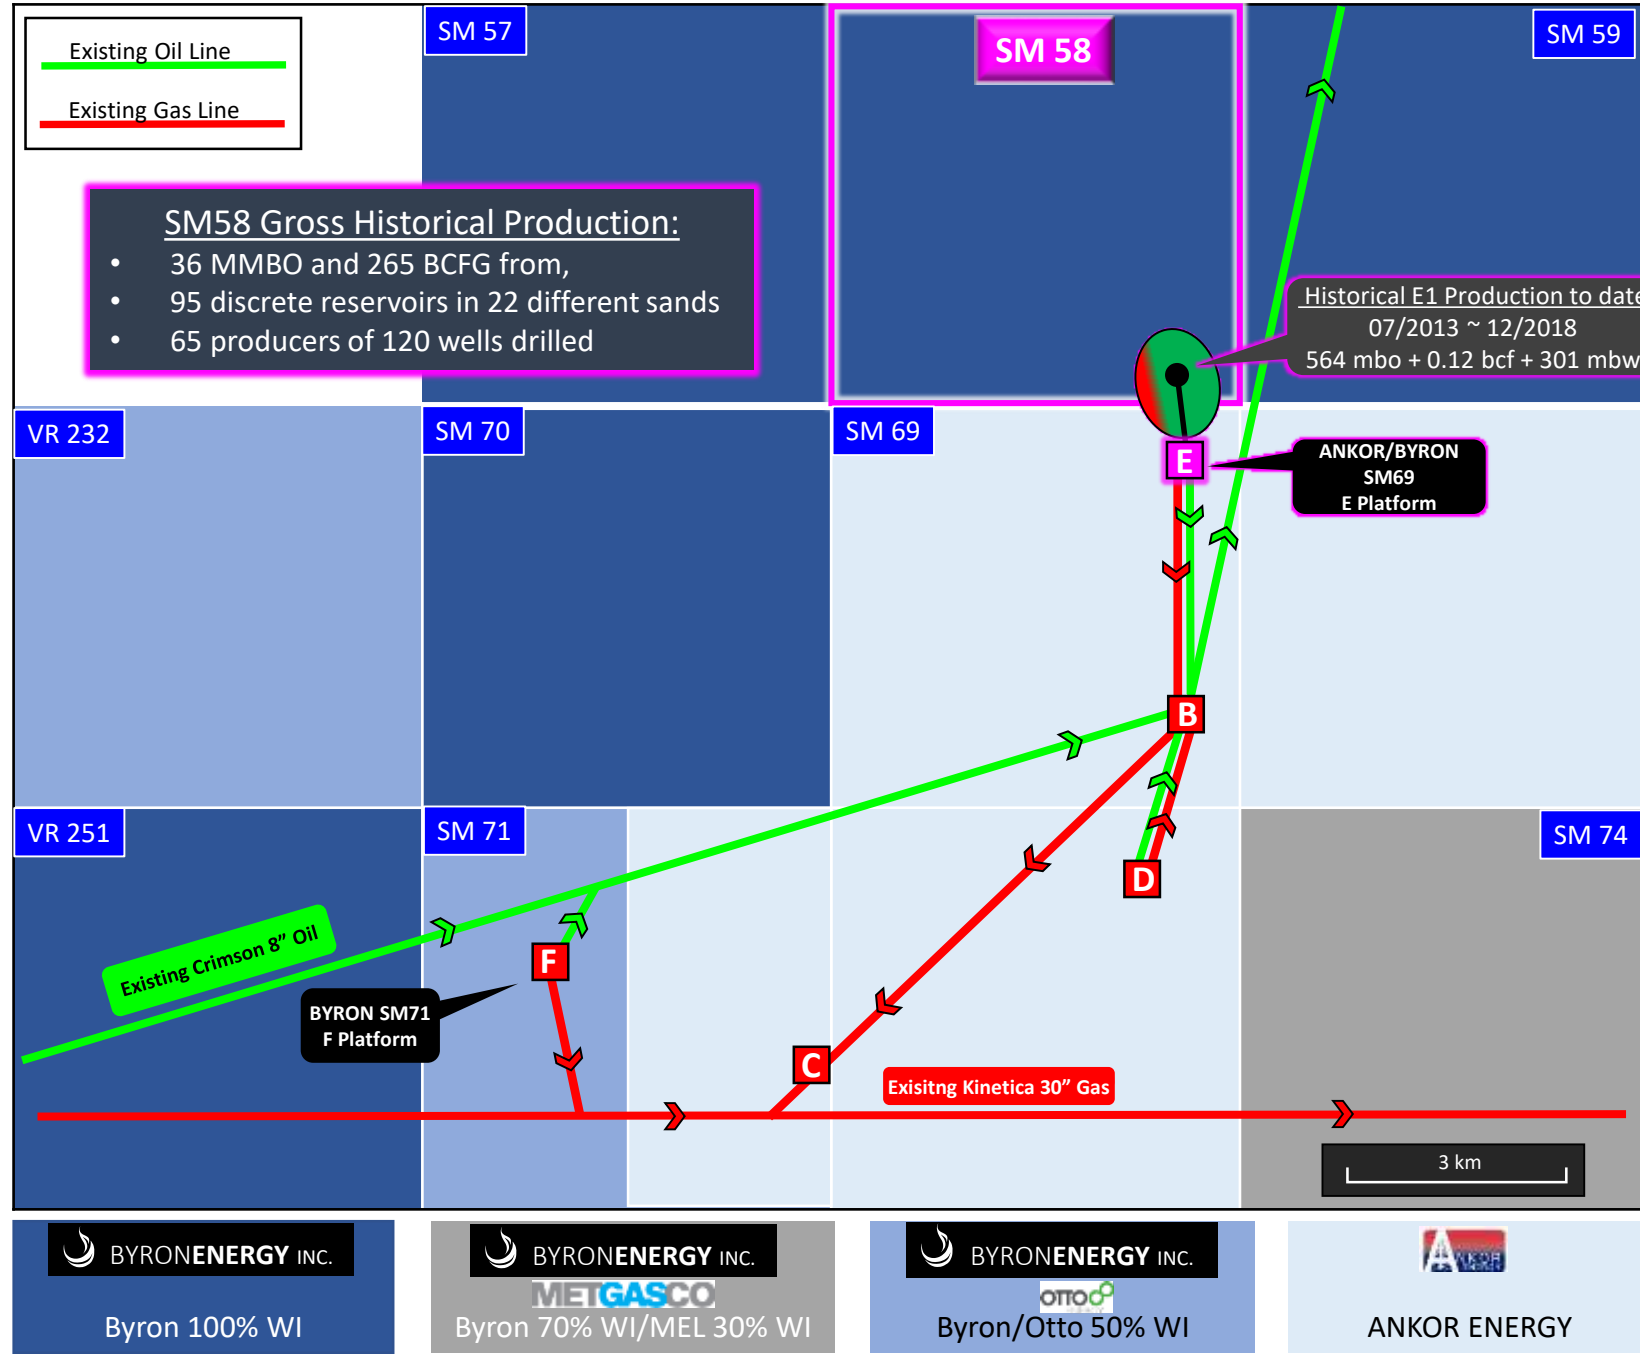 Existing Oil Line
Existing Gas Line
SM 57
SM 58
SM 59
SM58 Gross Historical Production:
• 36 MMBO and 265 BCFG from,
• 95 discrete reservoirs in 22 different sands
• 65 producers of 120 wells drilled
Historical E1 Production to date
07/2013 ~ 12/2018
564 mbo + 0.12 bcf + 301 mbw
VR 232
SM 70
SM 69
E
ANKOR/BYRON
SM69
E Platform
B
VR 251
SM 71
SM 74
D
Existing Crimson 8” Oil
F
BYRON SM71
F Platform
C
Exisitng Kinetica 30” Gas
3 km
BYRONENERGY INC.
Byron 100% WI
BYRONENERGY INC.
METGASCO
Byron 70% WI/MEL 30% WI
BYRONENERGY INC.
OTTO
Byron/Otto 50% WI
ANKOR
ANKOR ENERGY